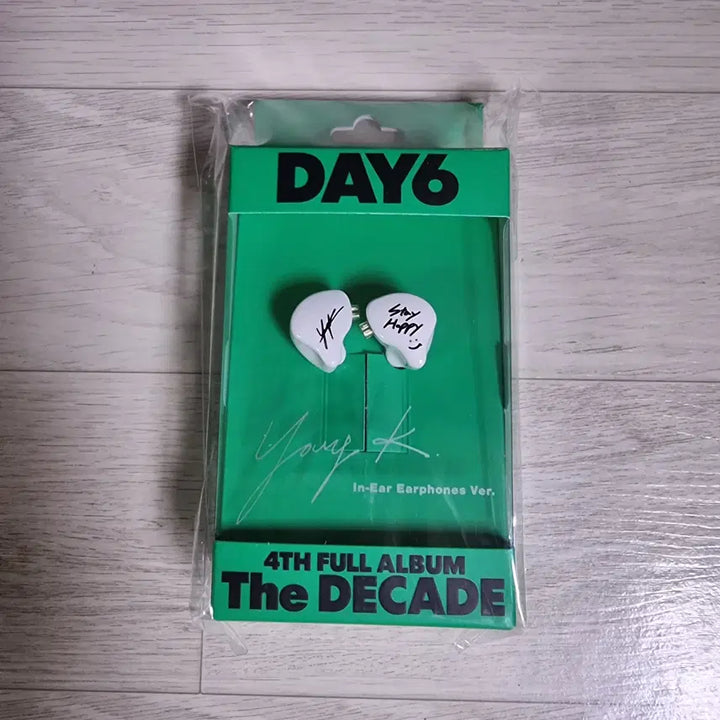 DAY6
Stay
Happy
Young K.
In-Ear Earphones Ver.
4TH FULL ALBUM
The DECADE